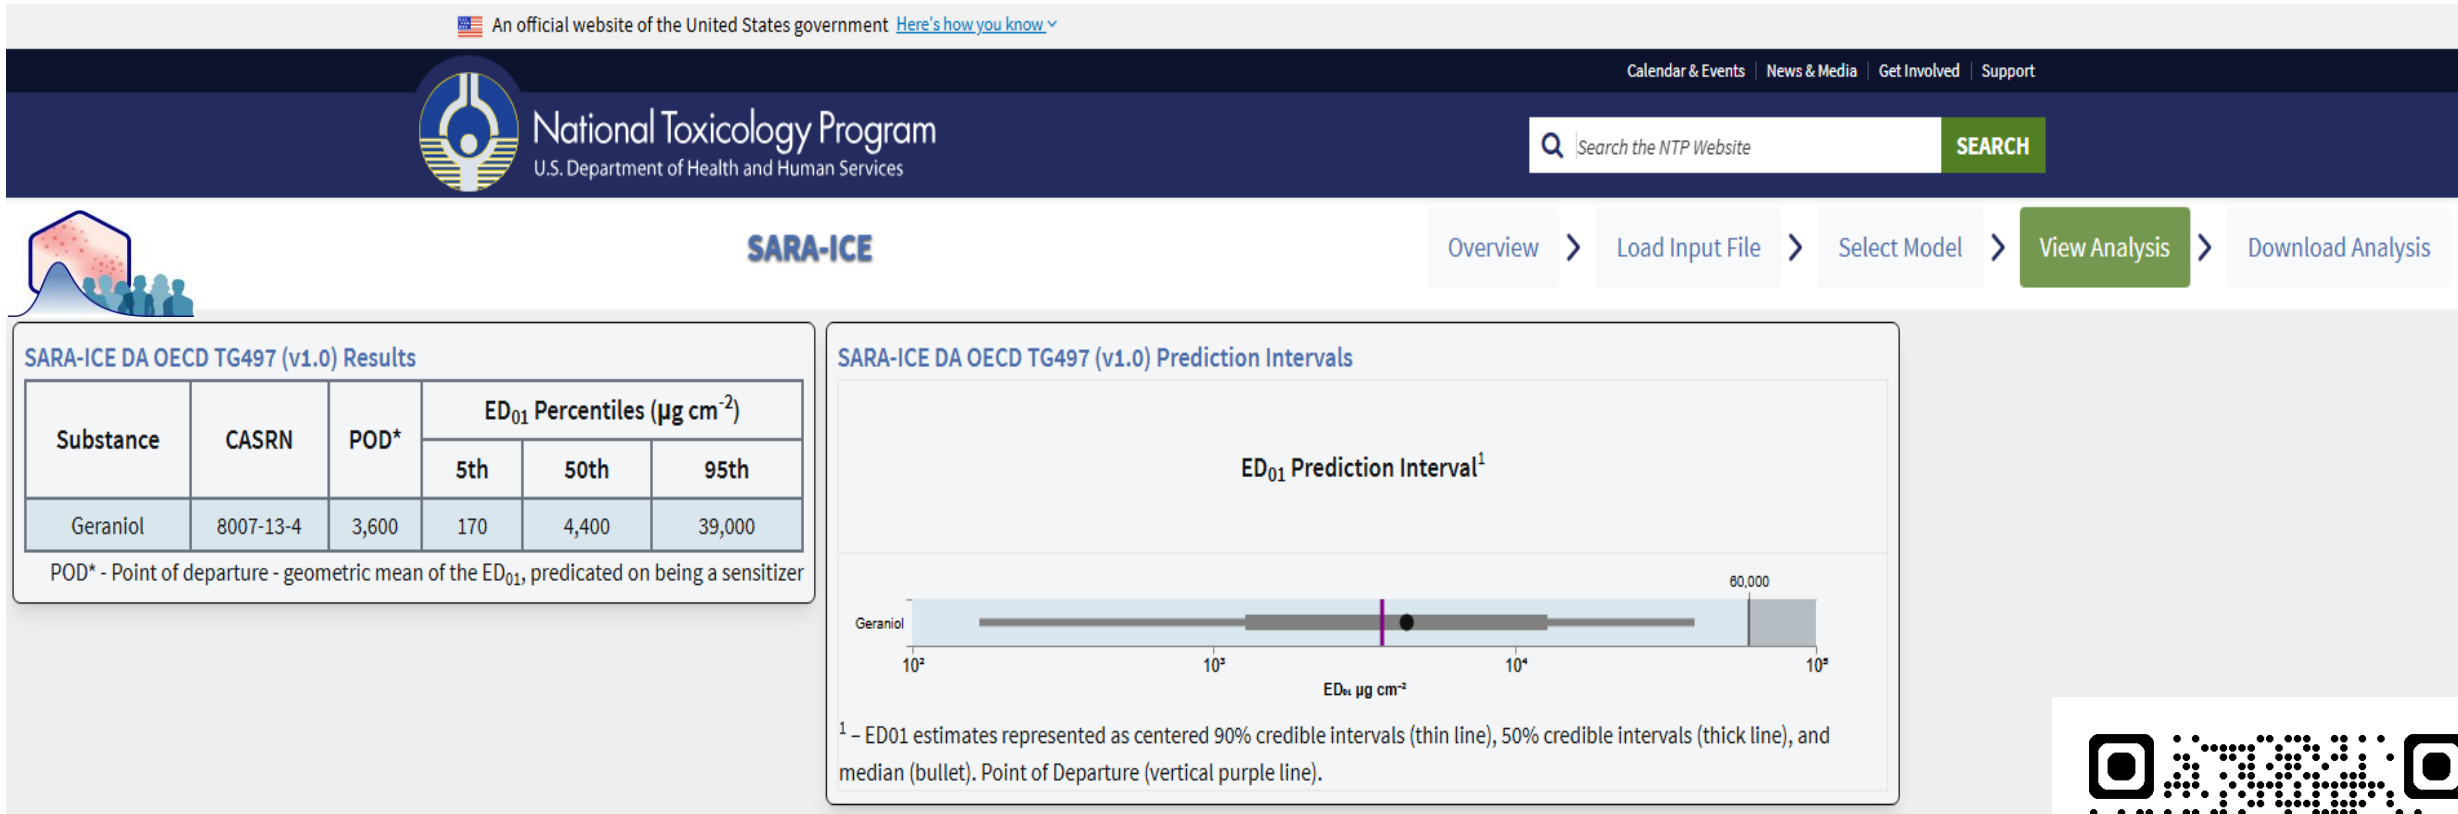 An official website of the United States government Here's how you know
Calendar & Events News & Media Get Involved Support
National Toxicology Program
U.S. Department of Health and Human Services
Search the NTP Website SEARCH
SARA-ICE
Overview Load Input File Select Model View Analysis Download Analysis
SARA-ICE DA OECD TG497 (v1.0) Results
Substance CASRN POD* ED₀₁ Percentiles (µg cm⁻²)
5th 50th 95th
Geraniol 8007-13-4 3,600 170 4,400 39,000
POD* - Point of departure - geometric mean of the ED₀₁, predicated on being a sensitizer
SARA-ICE DA OECD TG497 (v1.0) Prediction Intervals
ED₀₁ Prediction Interval¹
60,000
Geraniol
10² 10³ 10⁴ 10⁵
ED₀₁ µg cm⁻²
¹ – ED01 estimates represented as centered 90% credible intervals (thin line), 50% credible intervals (thick line), and
median (bullet). Point of Departure (vertical purple line).